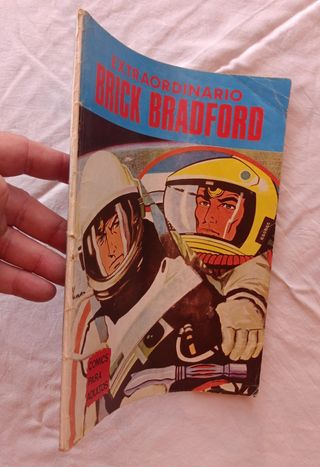 EXTRAORDINARIO
BRICK BRADFORD
COMICS
PARA
ADULTOS